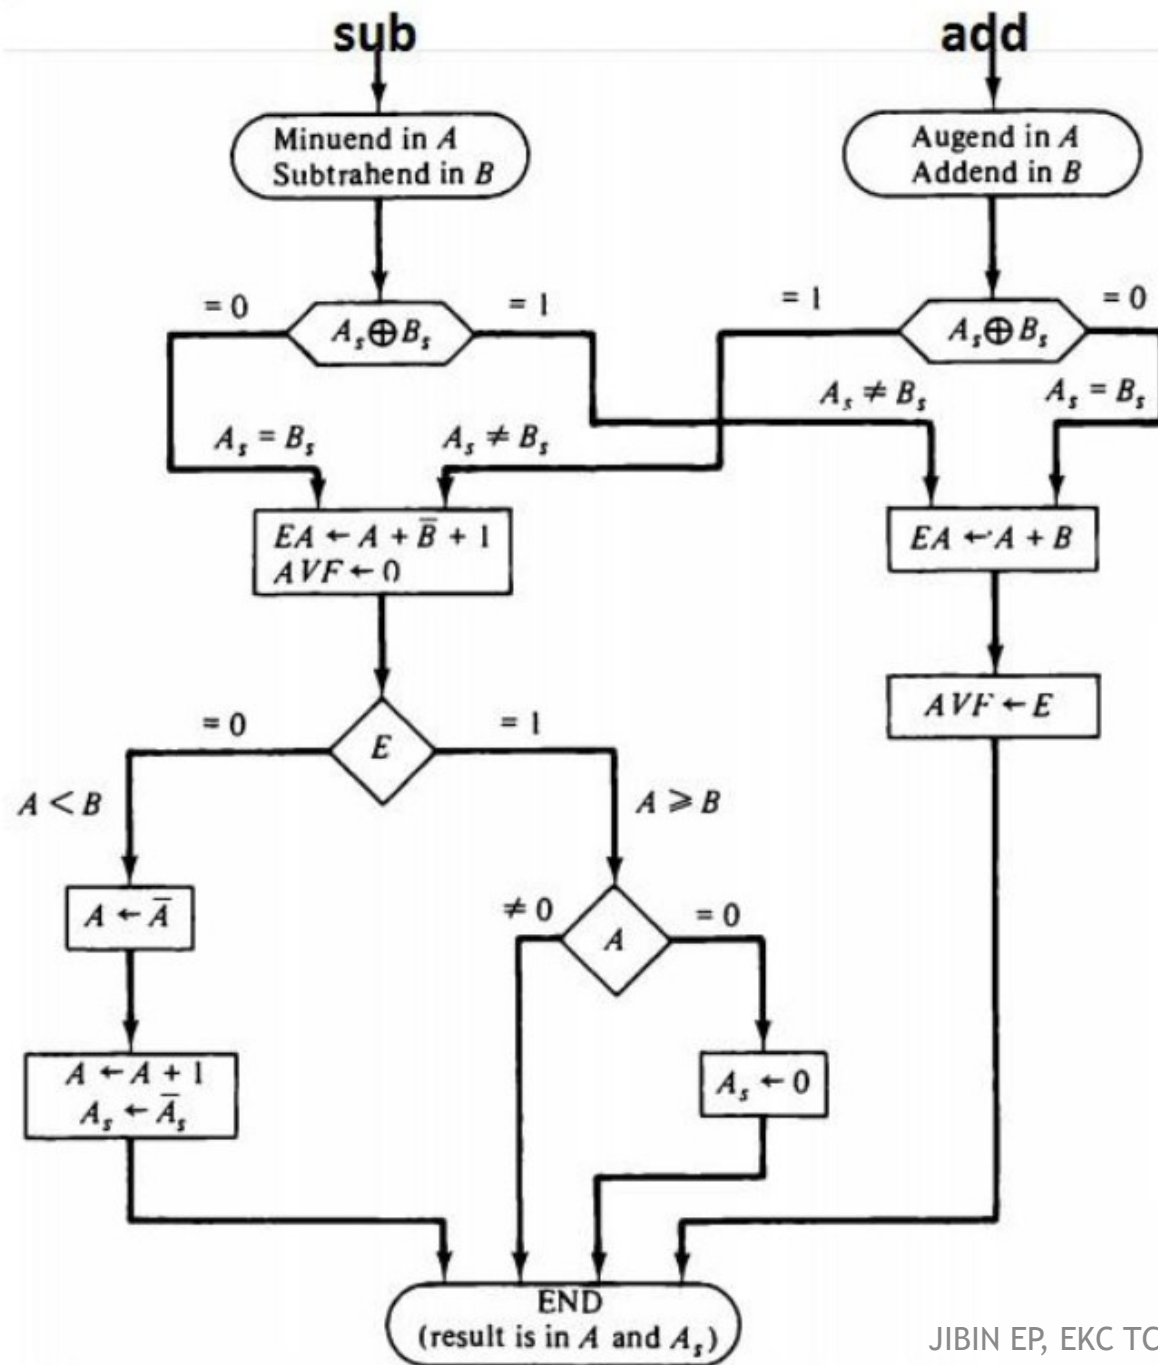 sub
add
Minuend in A
Subtrahend in B
Augend in A
Addend in B
= 0
A_s ⊕ B_s
= 1
= 1
A_s ⊕ B_s
= 0
A_s = B_s
A_s ≠ B_s
A_s ≠ B_s
A_s = B_s
EA ← A + B̅ + 1
AVF ← 0
EA ← A + B
AVF ← E
= 0
E
= 1
A < B
A ⩾ B
A ← A̅
≠ 0
A
= 0
A ← A + 1
A_s ← A̅_s
A_s ← 0
END
(result is in A and A_s)
JIBIN EP, EKC TC